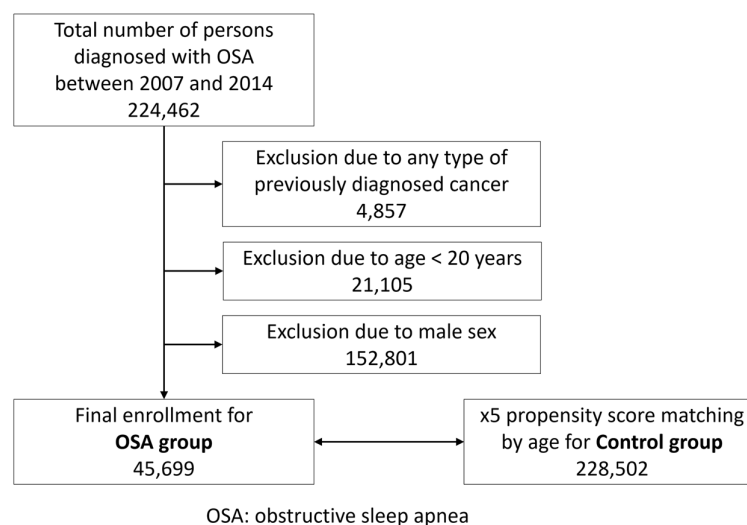 Total number of persons
diagnosed with OSA
between 2007 and 2014
224,462
Exclusion due to any type of
previously diagnosed cancer
4,857
Exclusion due to age < 20 years
21,105
Exclusion due to male sex
152,801
Final enrollment for
OSA group
45,699
x5 propensity score matching
by age for Control group
228,502
OSA: obstructive sleep apnea